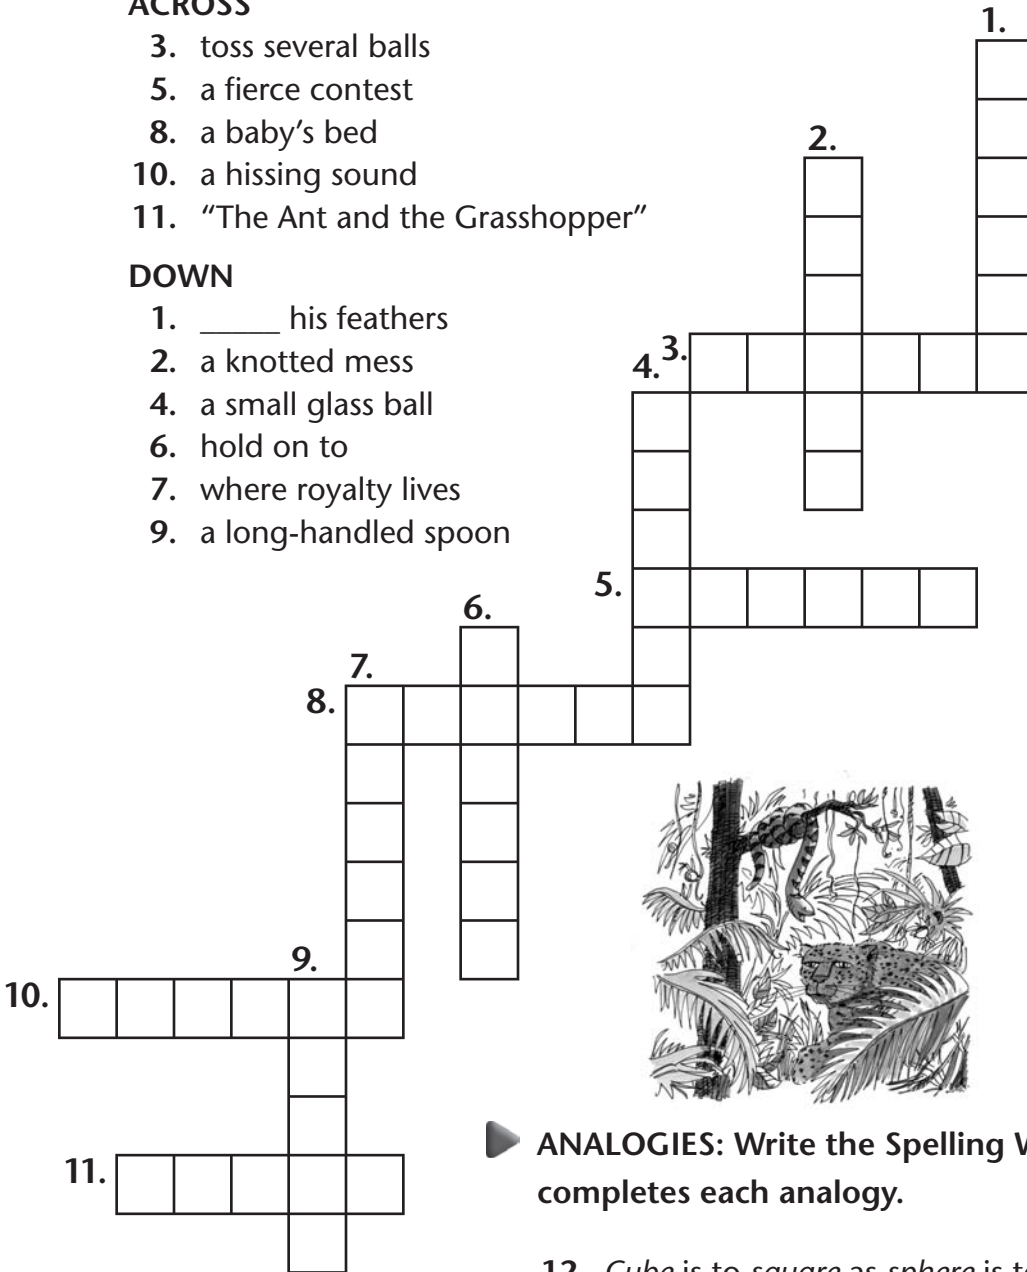 ACROSS
3. toss several balls
5. a fierce contest
8. a baby's bed
10. a hissing sound
11. “The Ant and the Grasshopper”
DOWN
1. _____ his feathers
2. a knotted mess
4. a small glass ball
6. hold on to
7. where royalty lives
9. a long-handled spoon
1.
2.
3.
4.
5.
6.
7.
8.
9.
10.
11.
ANALOGIES: Write the Spelling
completes each analogy.
12. Cube is to square as sphere is